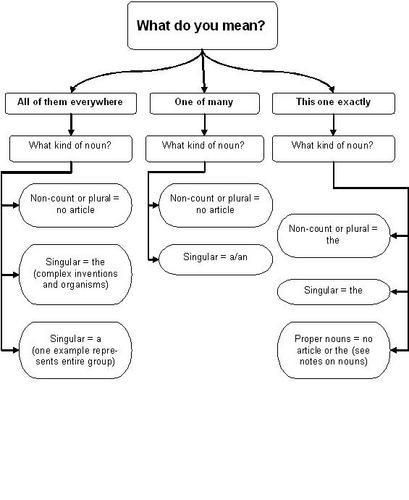 What do you mean?
All of them everywhere
One of many
This one exactly
What kind of noun?
What kind of noun?
What kind of noun?
Non-count or plural =
no article
Singular = the
(complex inventions
and organisms)
Singular = a
(one example repre-
sents entire group)
Non-count or plural =
no article
Singular = a/an
Non-count or plural =
the
Singular = the
Proper nouns = no
article or the (see
notes on nouns)